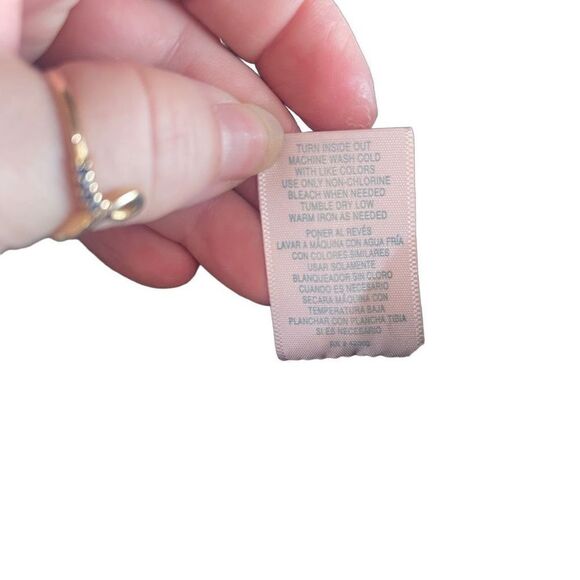 TURN INSIDE OUT
MACHINE WASH COLD
WITH LIKE COLORS
USE ONLY NON-CHLORINE
BLEACH WHEN NEEDED
TUMBLE DRY LOW
WARM IRON AS NEEDED
PONER AL REVÉS
LAVAR A MÁQUINA CON AGUA FRÍA
CON COLORES SIMILARES
USAR SOLAMENTE
BLANQUEADOR SIN CLORO
CUANDO ES NECESARIO
SECARA MÁQUINA CON
TEMPERATURA BAJA
PLANCHAR CON PLANCHA TIBIA
SI ES NECESARIO
RN #